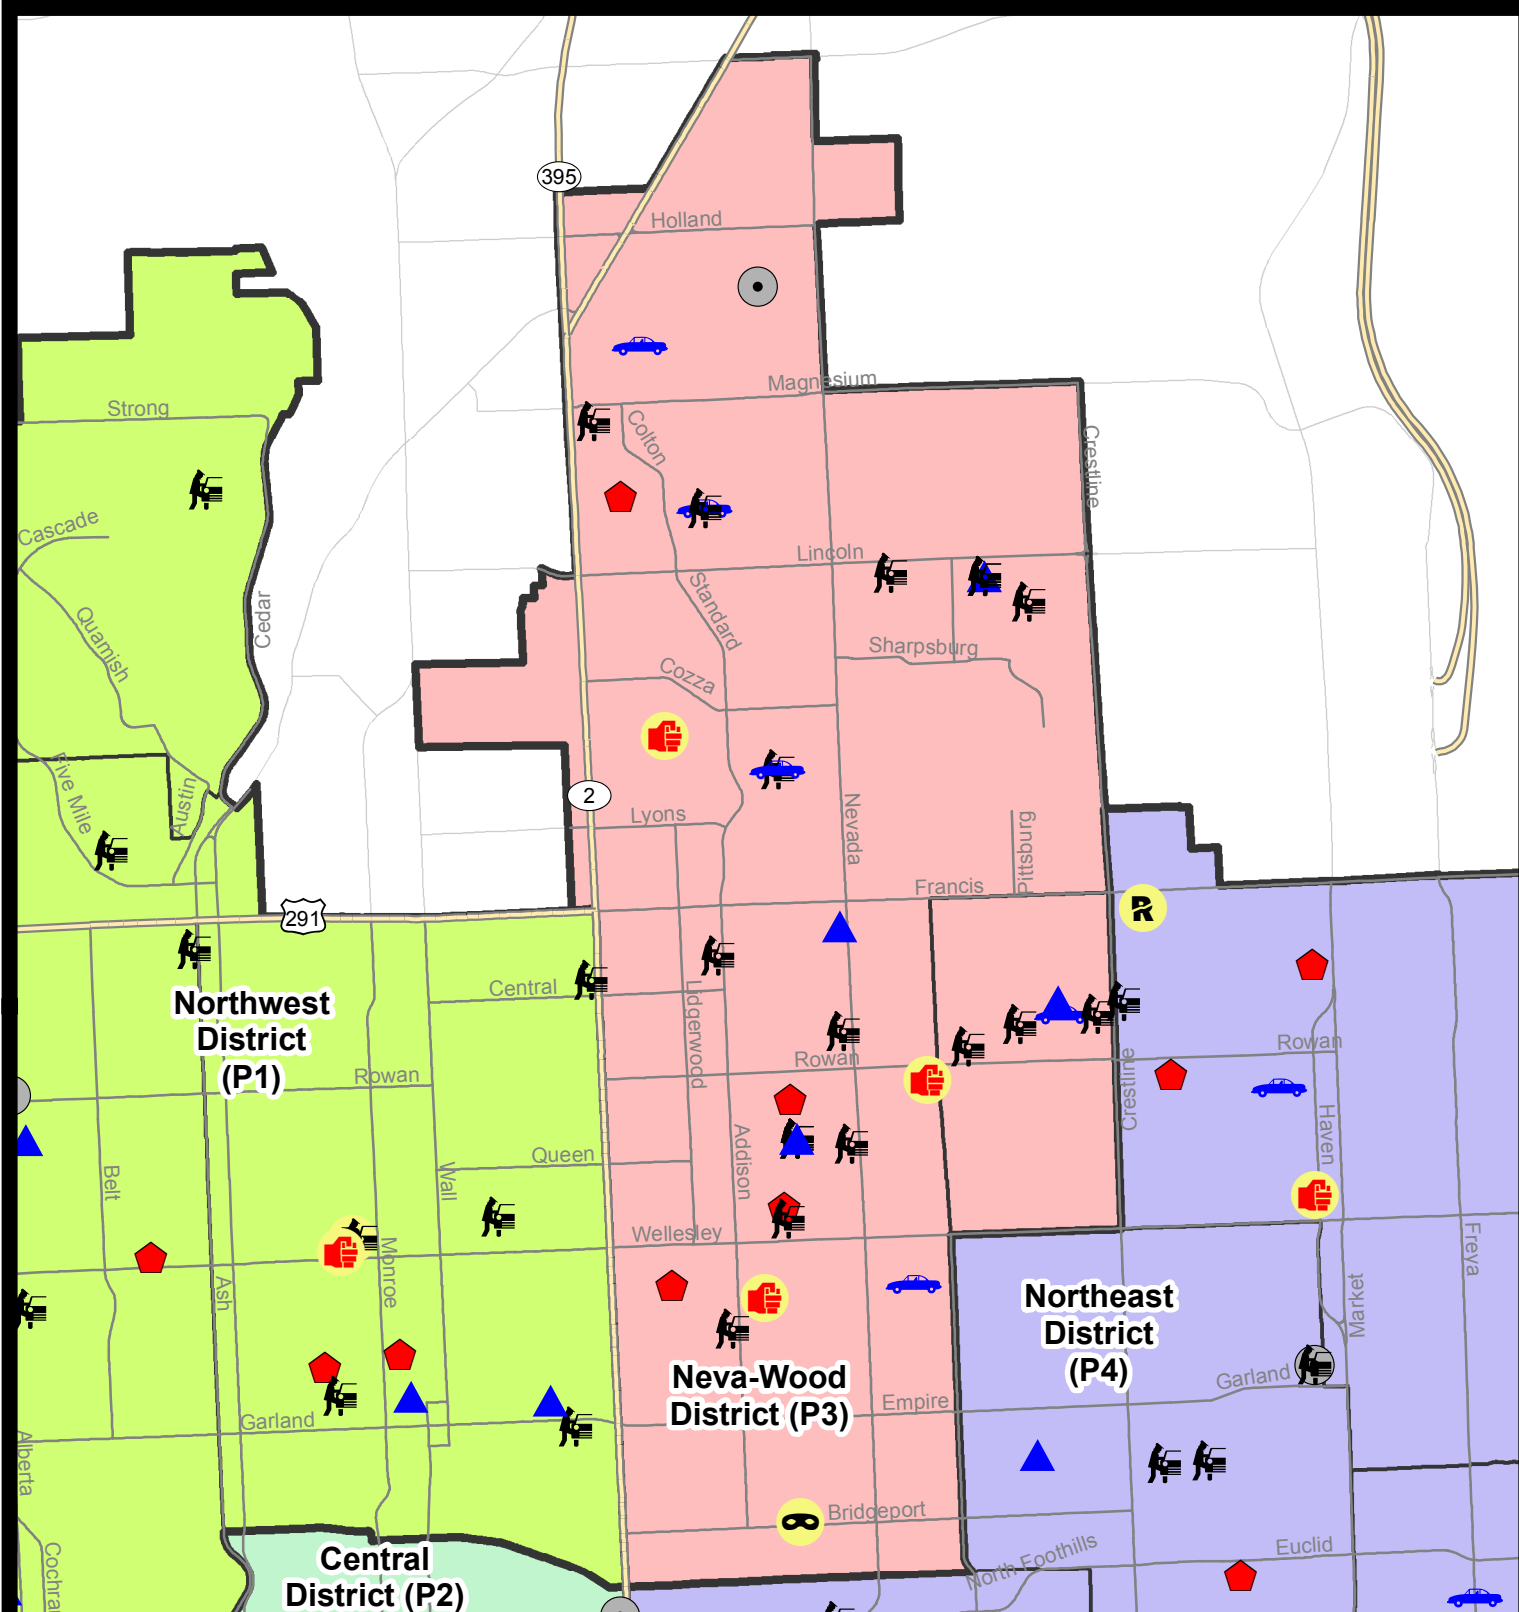 395
Holland
Magnesium
Strong
Colton
Crestline
Cascade
Lincoln
Standard
Cedar
Quamish
Sharpsburg
Cozza
Five Mile
Austin
2
Lyons
Nevada
Pittsburg
Francis
291
Central
Lidgerwood
Northwest
District
(P1)
Rowan
Rowan
Rowan
Crestline
Haven
Belt
Wall
Queen
Addison
Wellesley
Monroe
Ash
Freya
Market
Northeast
District
(P4)
Neva-Wood
District (P3)
Garland
Empire
Garland
Alberta
Bridgeport
North Foothills
Euclid
Central
District (P2)